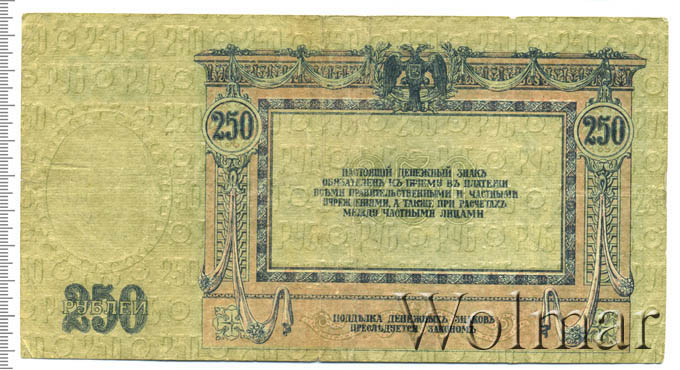 250
250
НАСТОЯЩІЙ ДЕНЕЖНЫЙ ЗНАКЪ
ОБЯЗАТЕЛЕНЪ КЪ ПРІЕМУ ВЪ ПЛАТЕЖИ
ВСѢМИ ПРАВИТЕЛЬСТВЕННЫМИ И ЧАСТНЫМИ
УЧРЕЖДЕНІЯМИ, А ТАКЖЕ ПРИ РАСЧЕТАХЪ
МЕЖДУ ЧАСТНЫМИ ЛИЦАМИ
250
РУБЛЕЙ
ПОДДѢЛКА ДЕНЕЖНЫХЪ ЗНАКОВЪ
ПРЕСЛѢДУЕТСЯ ЗАКОНОМЪ
Wolmar